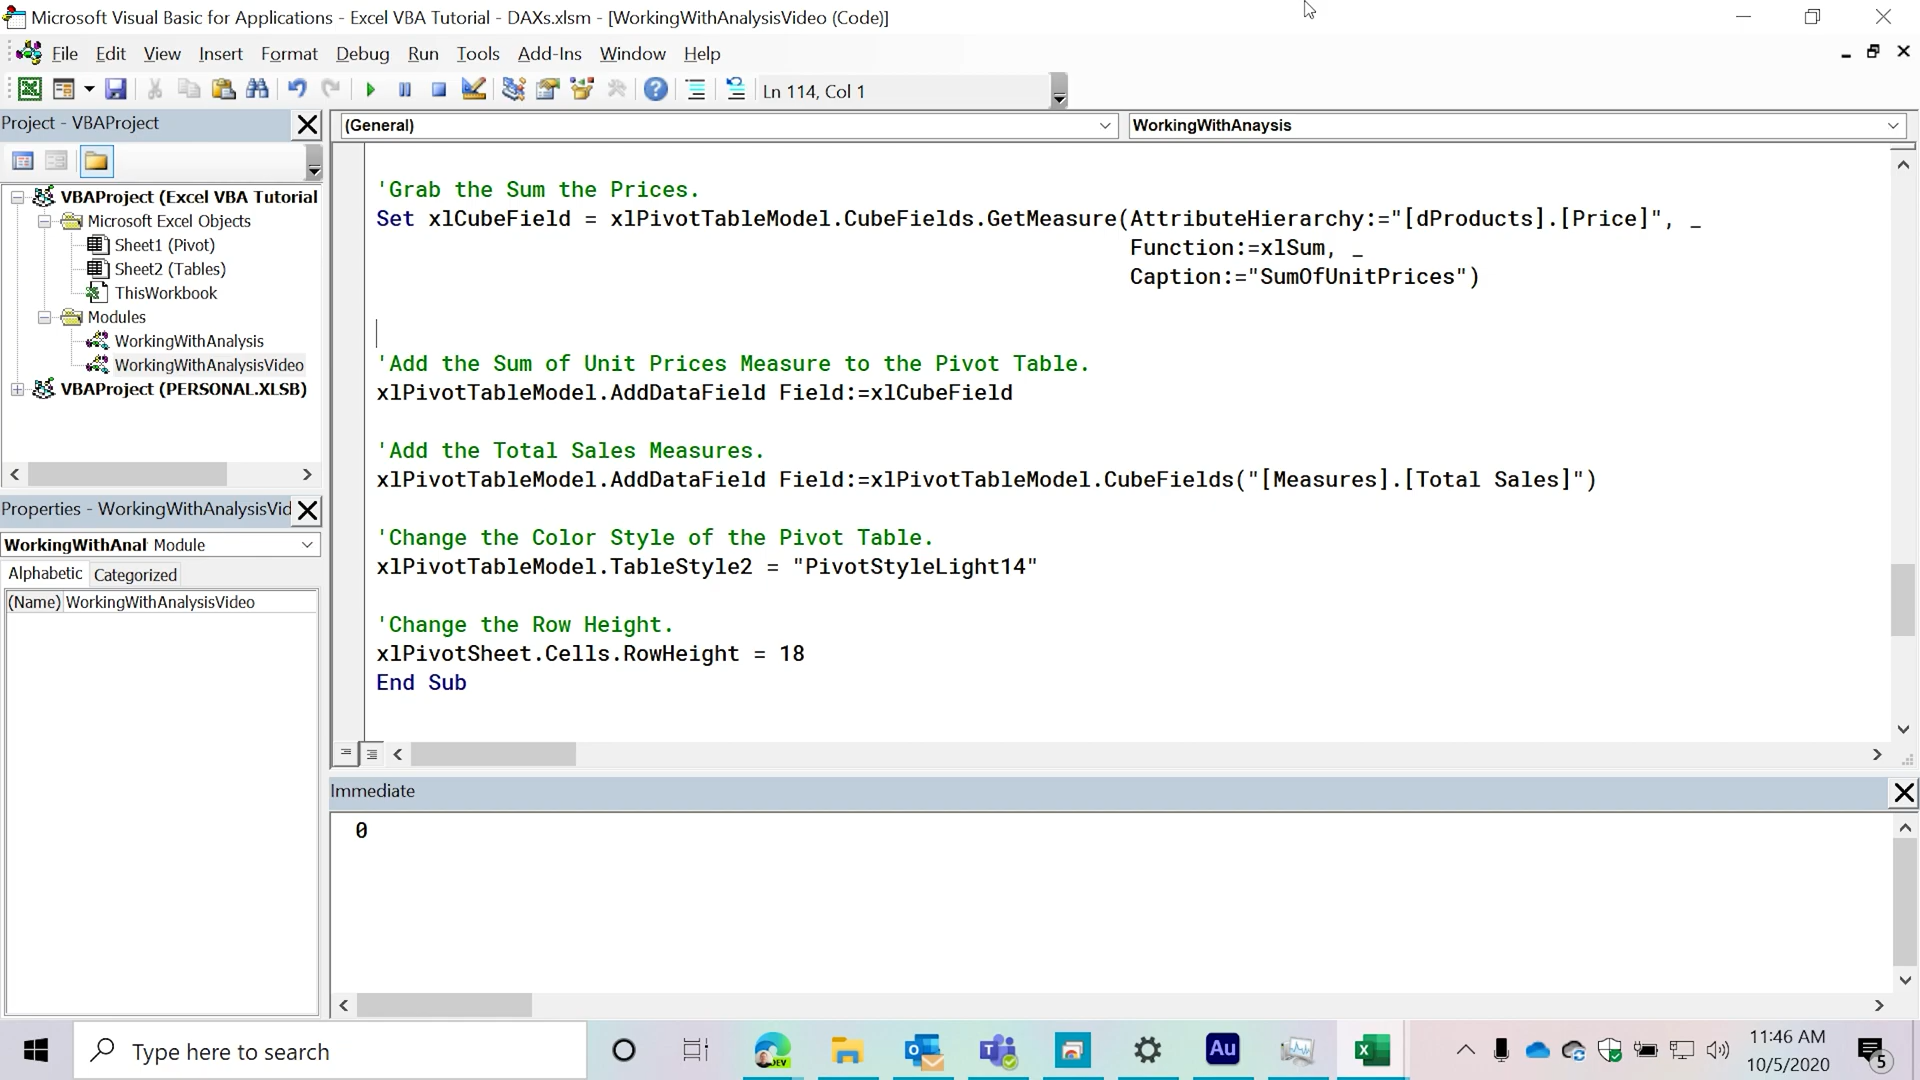 Microsoft Visual Basic for Applications - Excel VBA Tutorial - DAXs.xlsm - [WorkingWithAnalysisVideo (Code)]
File Edit View Insert Format Debug Run Tools Add-Ins Window Help
Ln 114, Col 1
Project - VBAProject
(General)
WorkingWithAnaysis
VBAProject (Excel VBA Tutorial
Microsoft Excel Objects
Sheet1 (Pivot)
Sheet2 (Tables)
ThisWorkbook
Modules
WorkingWithAnalysis
WorkingWithAnalysisVideo
VBAProject (PERSONAL.XLSB)
Properties - WorkingWithAnalysisVid
WorkingWithAnal Module
Alphabetic Categorized
(Name) WorkingWithAnalysisVideo
'Grab the Sum the Prices.
Set xlCubeField = xlPivotTableModel.CubeFields.GetMeasure(AttributeHierarchy:="[dProducts].[Price]", _
Function:=xlSum, _
Caption:="SumOfUnitPrices")
'Add the Sum of Unit Prices Measure to the Pivot Table.
xlPivotTableModel.AddDataField Field:=xlCubeField
'Add the Total Sales Measures.
xlPivotTableModel.AddDataField Field:=xlPivotTableModel.CubeFields("[Measures].[Total Sales]")
'Change the Color Style of the Pivot Table.
xlPivotTableModel.TableStyle2 = "PivotStyleLight14"
'Change the Row Height.
xlPivotSheet.Cells.RowHeight = 18
End Sub
Immediate
0
Type here to search
DEV
Au
11:46 AM
10/5/2020
5